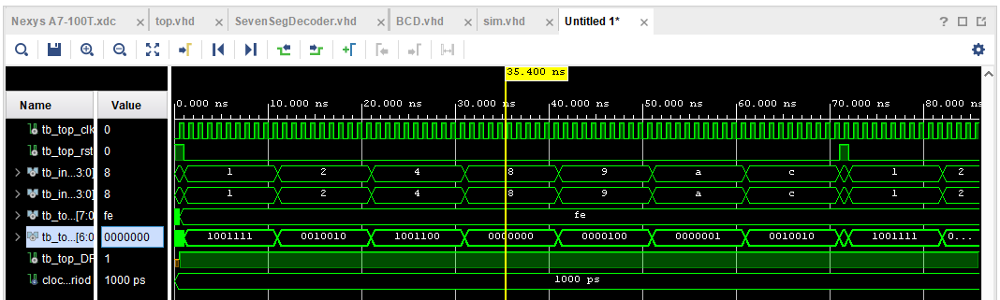 Nexys A7-100T.xdc × top.vhd × SevenSegDecoder.vhd × BCD.vhd × sim.vhd × Untitled 1* × ?
35.400 ns
Name Value 0.000 ns 10.000 ns 20.000 ns 30.000 ns 40.000 ns 50.000 ns 60.000 ns 70.000 ns 80.000 ns
tb_top_clk 0
tb_top_rst 0
tb_in...3:0] 8 1 2 4 8 9 a c 1 2
tb_in...3:0] 8 1 2 4 8 9 a c 1 2
tb_to...[7:0 fe fe
tb_to...[6:0 0000000 1001111 0010010 1001100 0000000 0000100 0000001 0010010 1001111 0...
tb_top_DF 1
cloc...riod 1000 ps 1000 ps